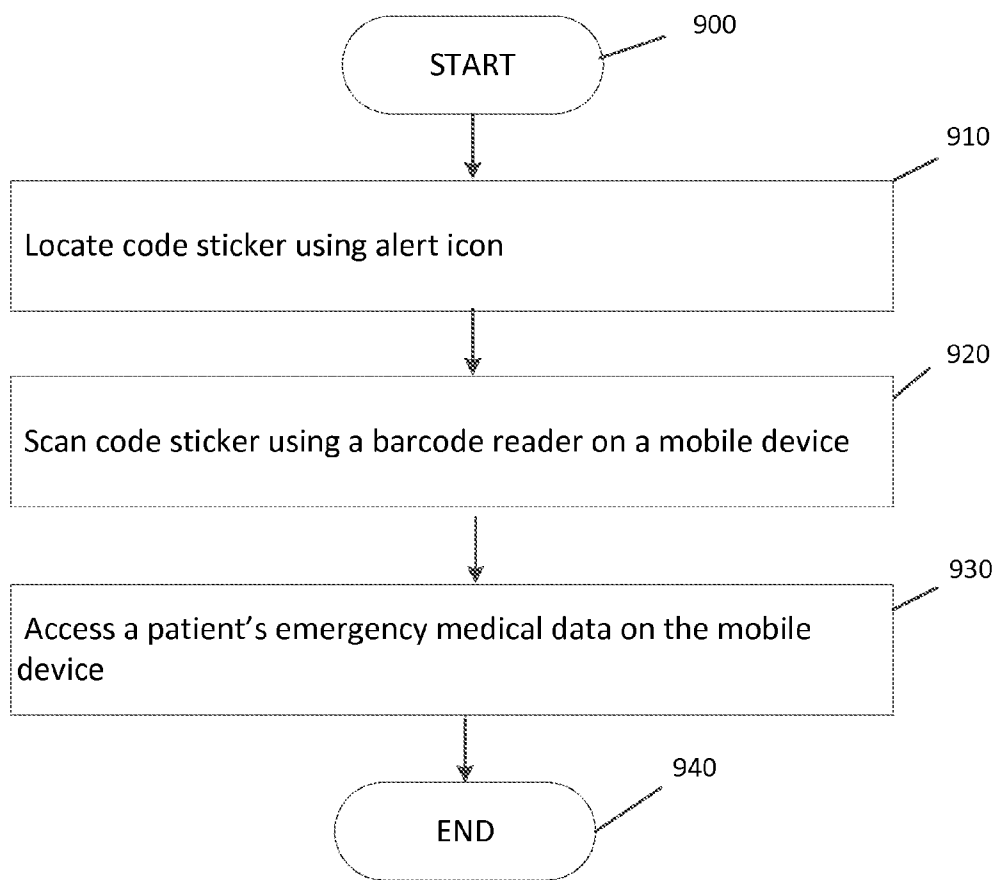 START
900
910
Locate code sticker using alert icon
920
Scan code sticker using a barcode reader on a mobile device
930
Access a patient’s emergency medical data on the mobile
device
940
END